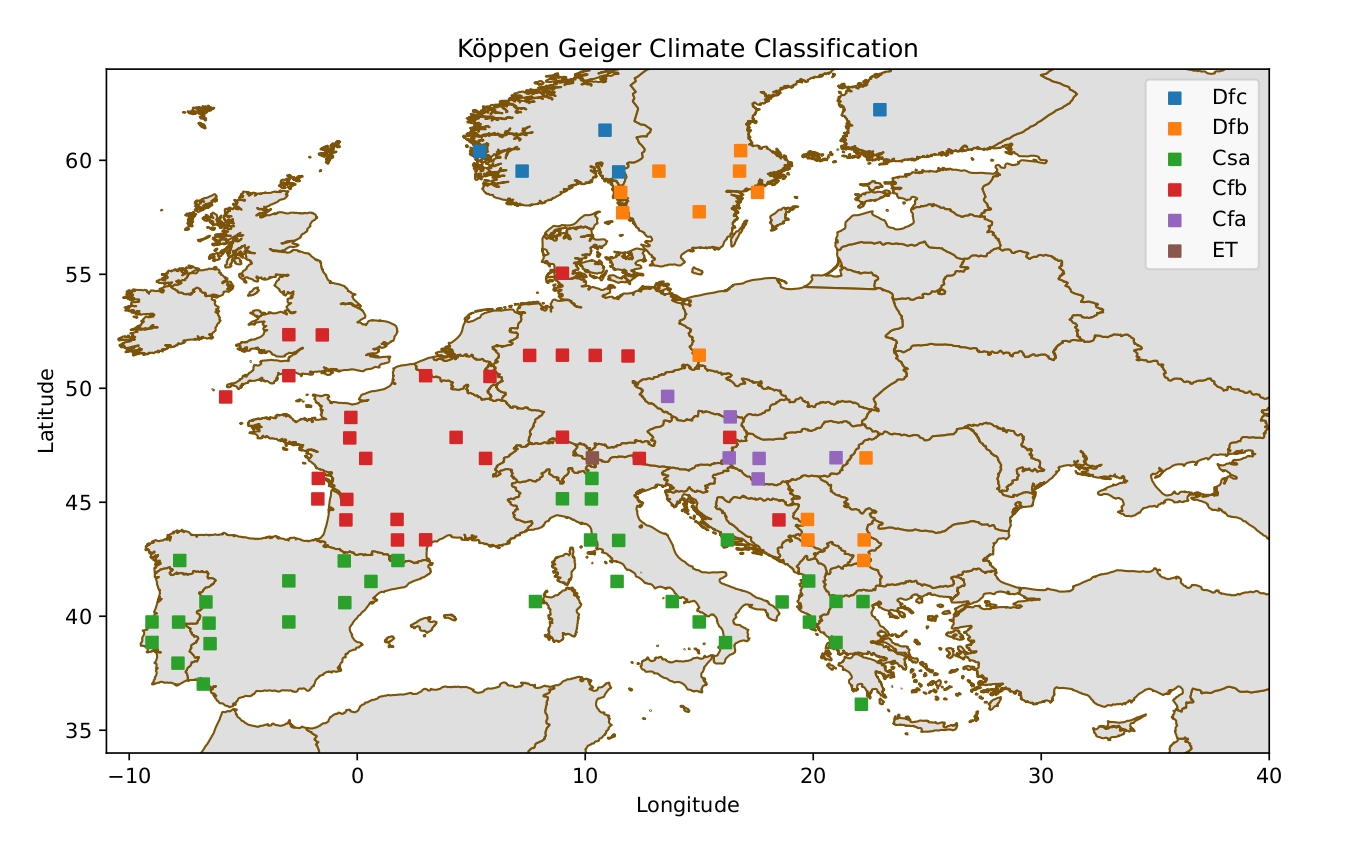 Köppen Geiger Climate Classification
Dfc
Dfb
Csa
Cfb
Cfa
ET
60
55
50
45
40
35
Latitude
−10
0
10
20
30
40
Longitude